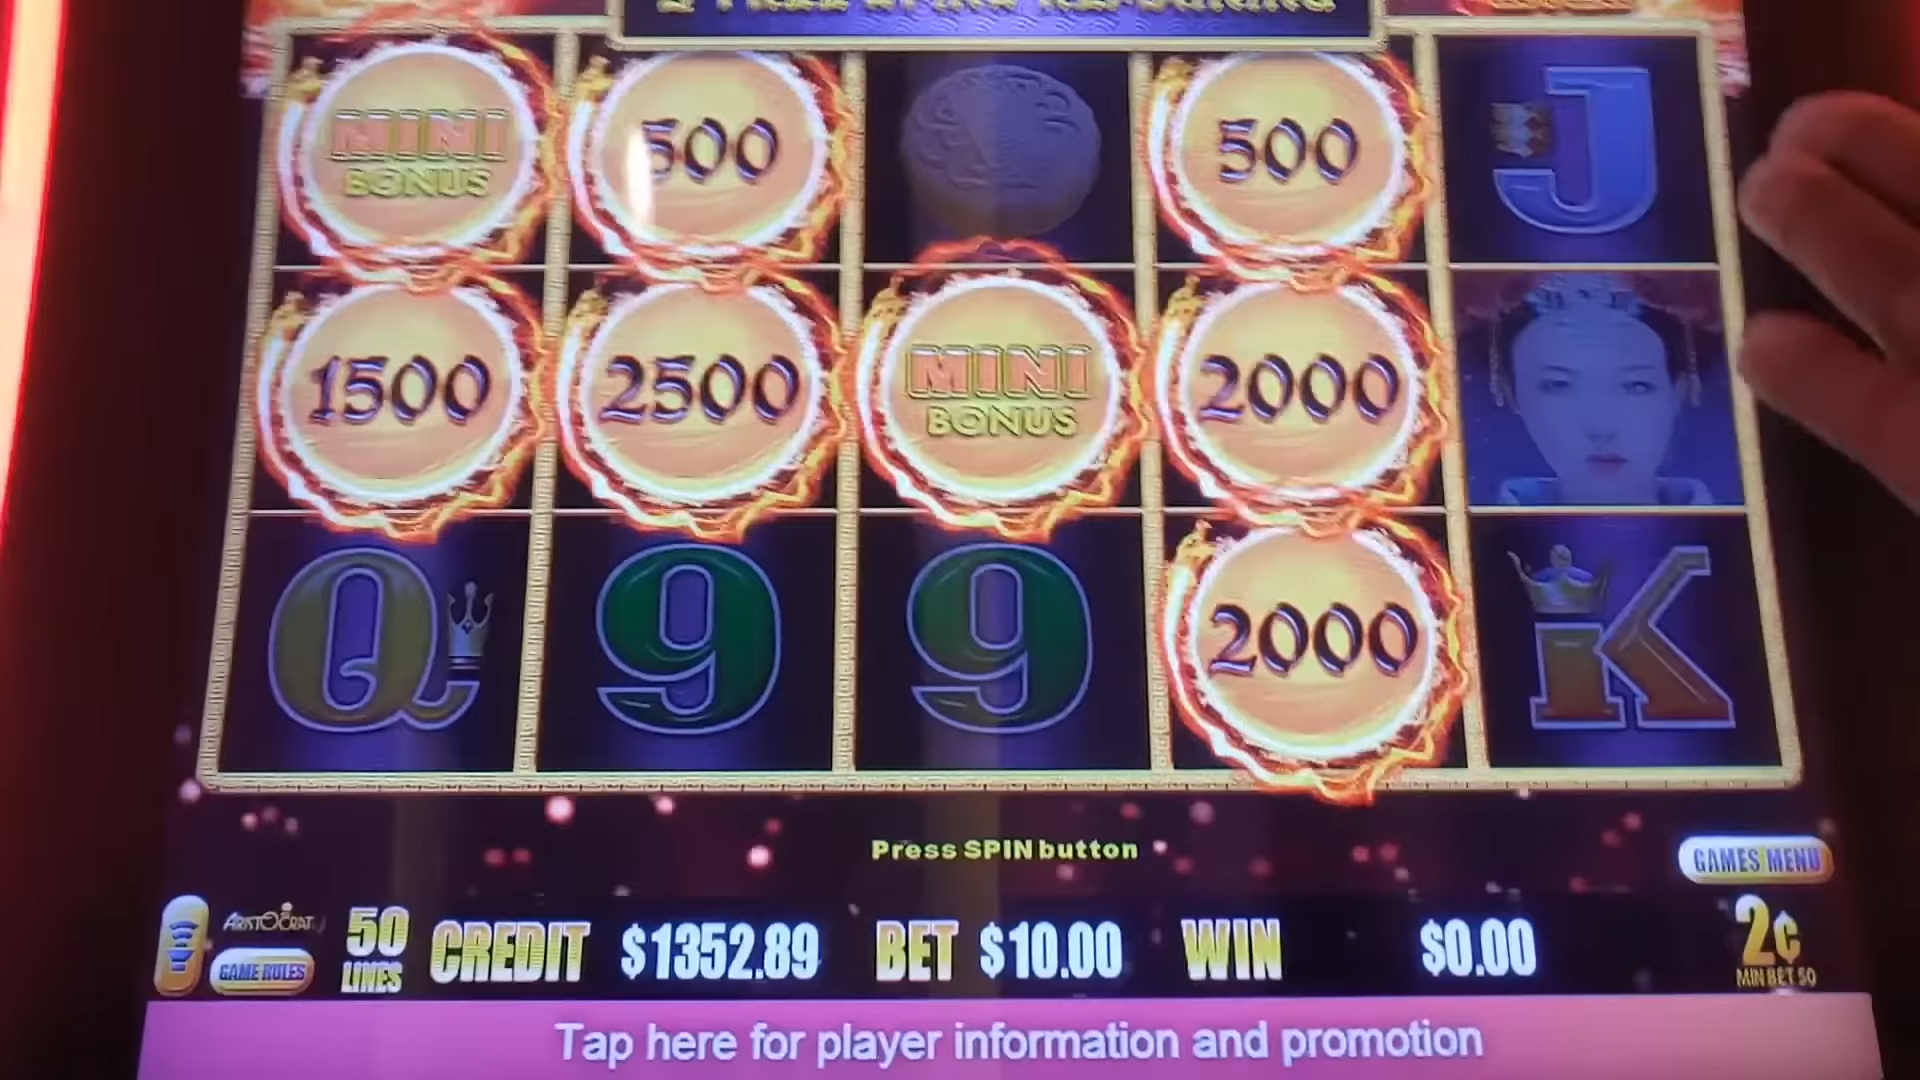 MINI
BONUS
500
500
J
1500
2500
MINI
BONUS
2000
Q
9
9
2000
K
Press SPIN button
GAMES MENU
ARISTOCRAT
GAME RULES
50
LINES
CREDIT $1352.89
BET $10.00
WIN $0.00
2¢
MIN BET 50
Tap here for player information and promotion